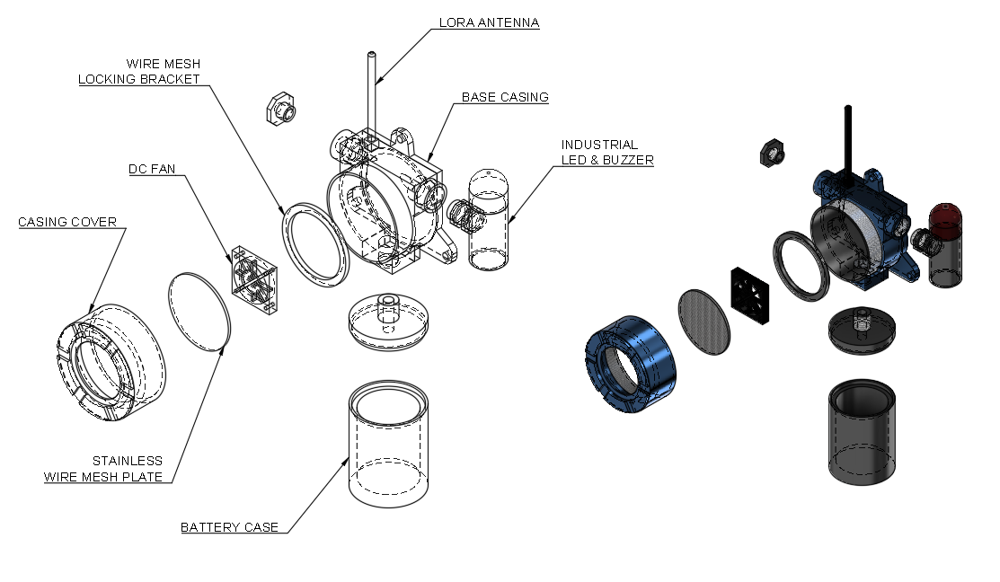 LORA ANTENNA
WIRE MESH
LOCKING BRACKET
BASE CASING
INDUSTRIAL
LED & BUZZER
DC FAN
CASING COVER
STAINLESS
WIRE MESH PLATE
BATTERY CASE